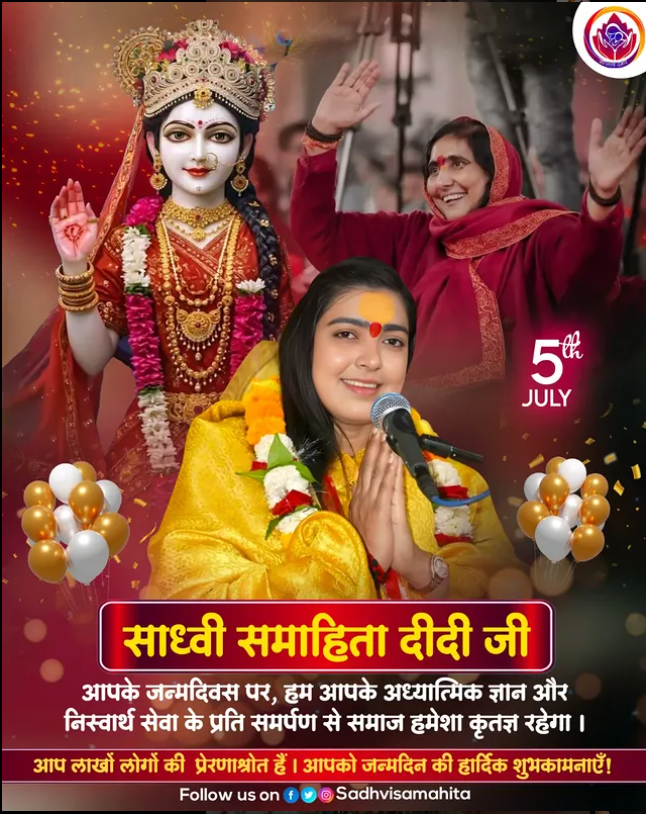 5th
JULY
साध्वी समाहिता दीदी जी
आपके जन्मदिवस पर, हम आपके अध्यात्मिक ज्ञान और
निस्वार्थ सेवा के प्रति समर्पण से समाज हमेशा कृतज्ञ रहेगा ।
आप लाखों लोगों की प्रेरणाश्रोत हैं । आपको जन्मदिन की हार्दिक शुभकामनाएँ!
Follow us on Sadhvisamahita